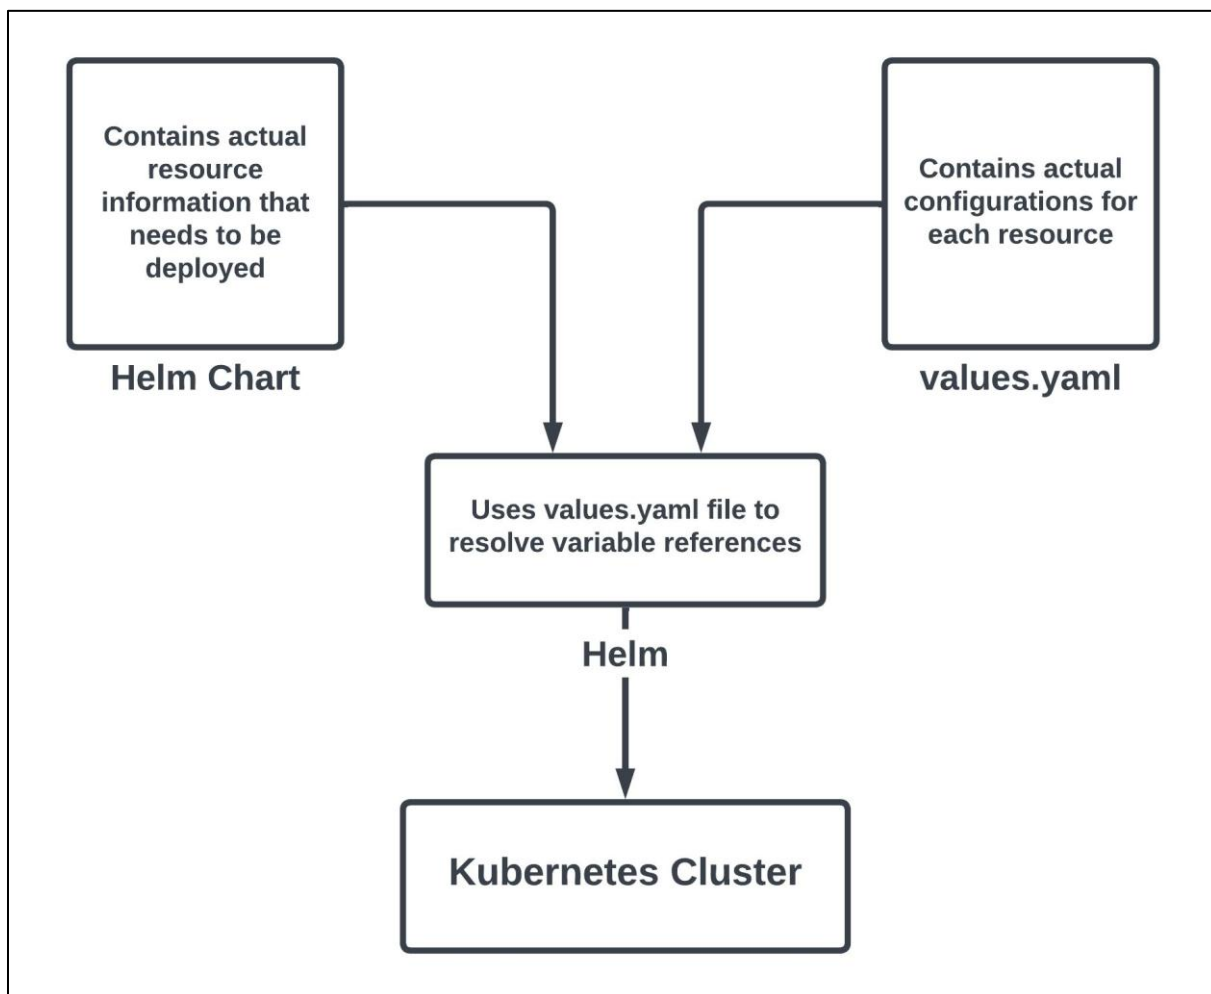 Contains actual
resource
information that
needs to be
deployed
Helm Chart
Contains actual
configurations for
each resource
values.yaml
Uses values.yaml file to
resolve variable references
Helm
Kubernetes Cluster